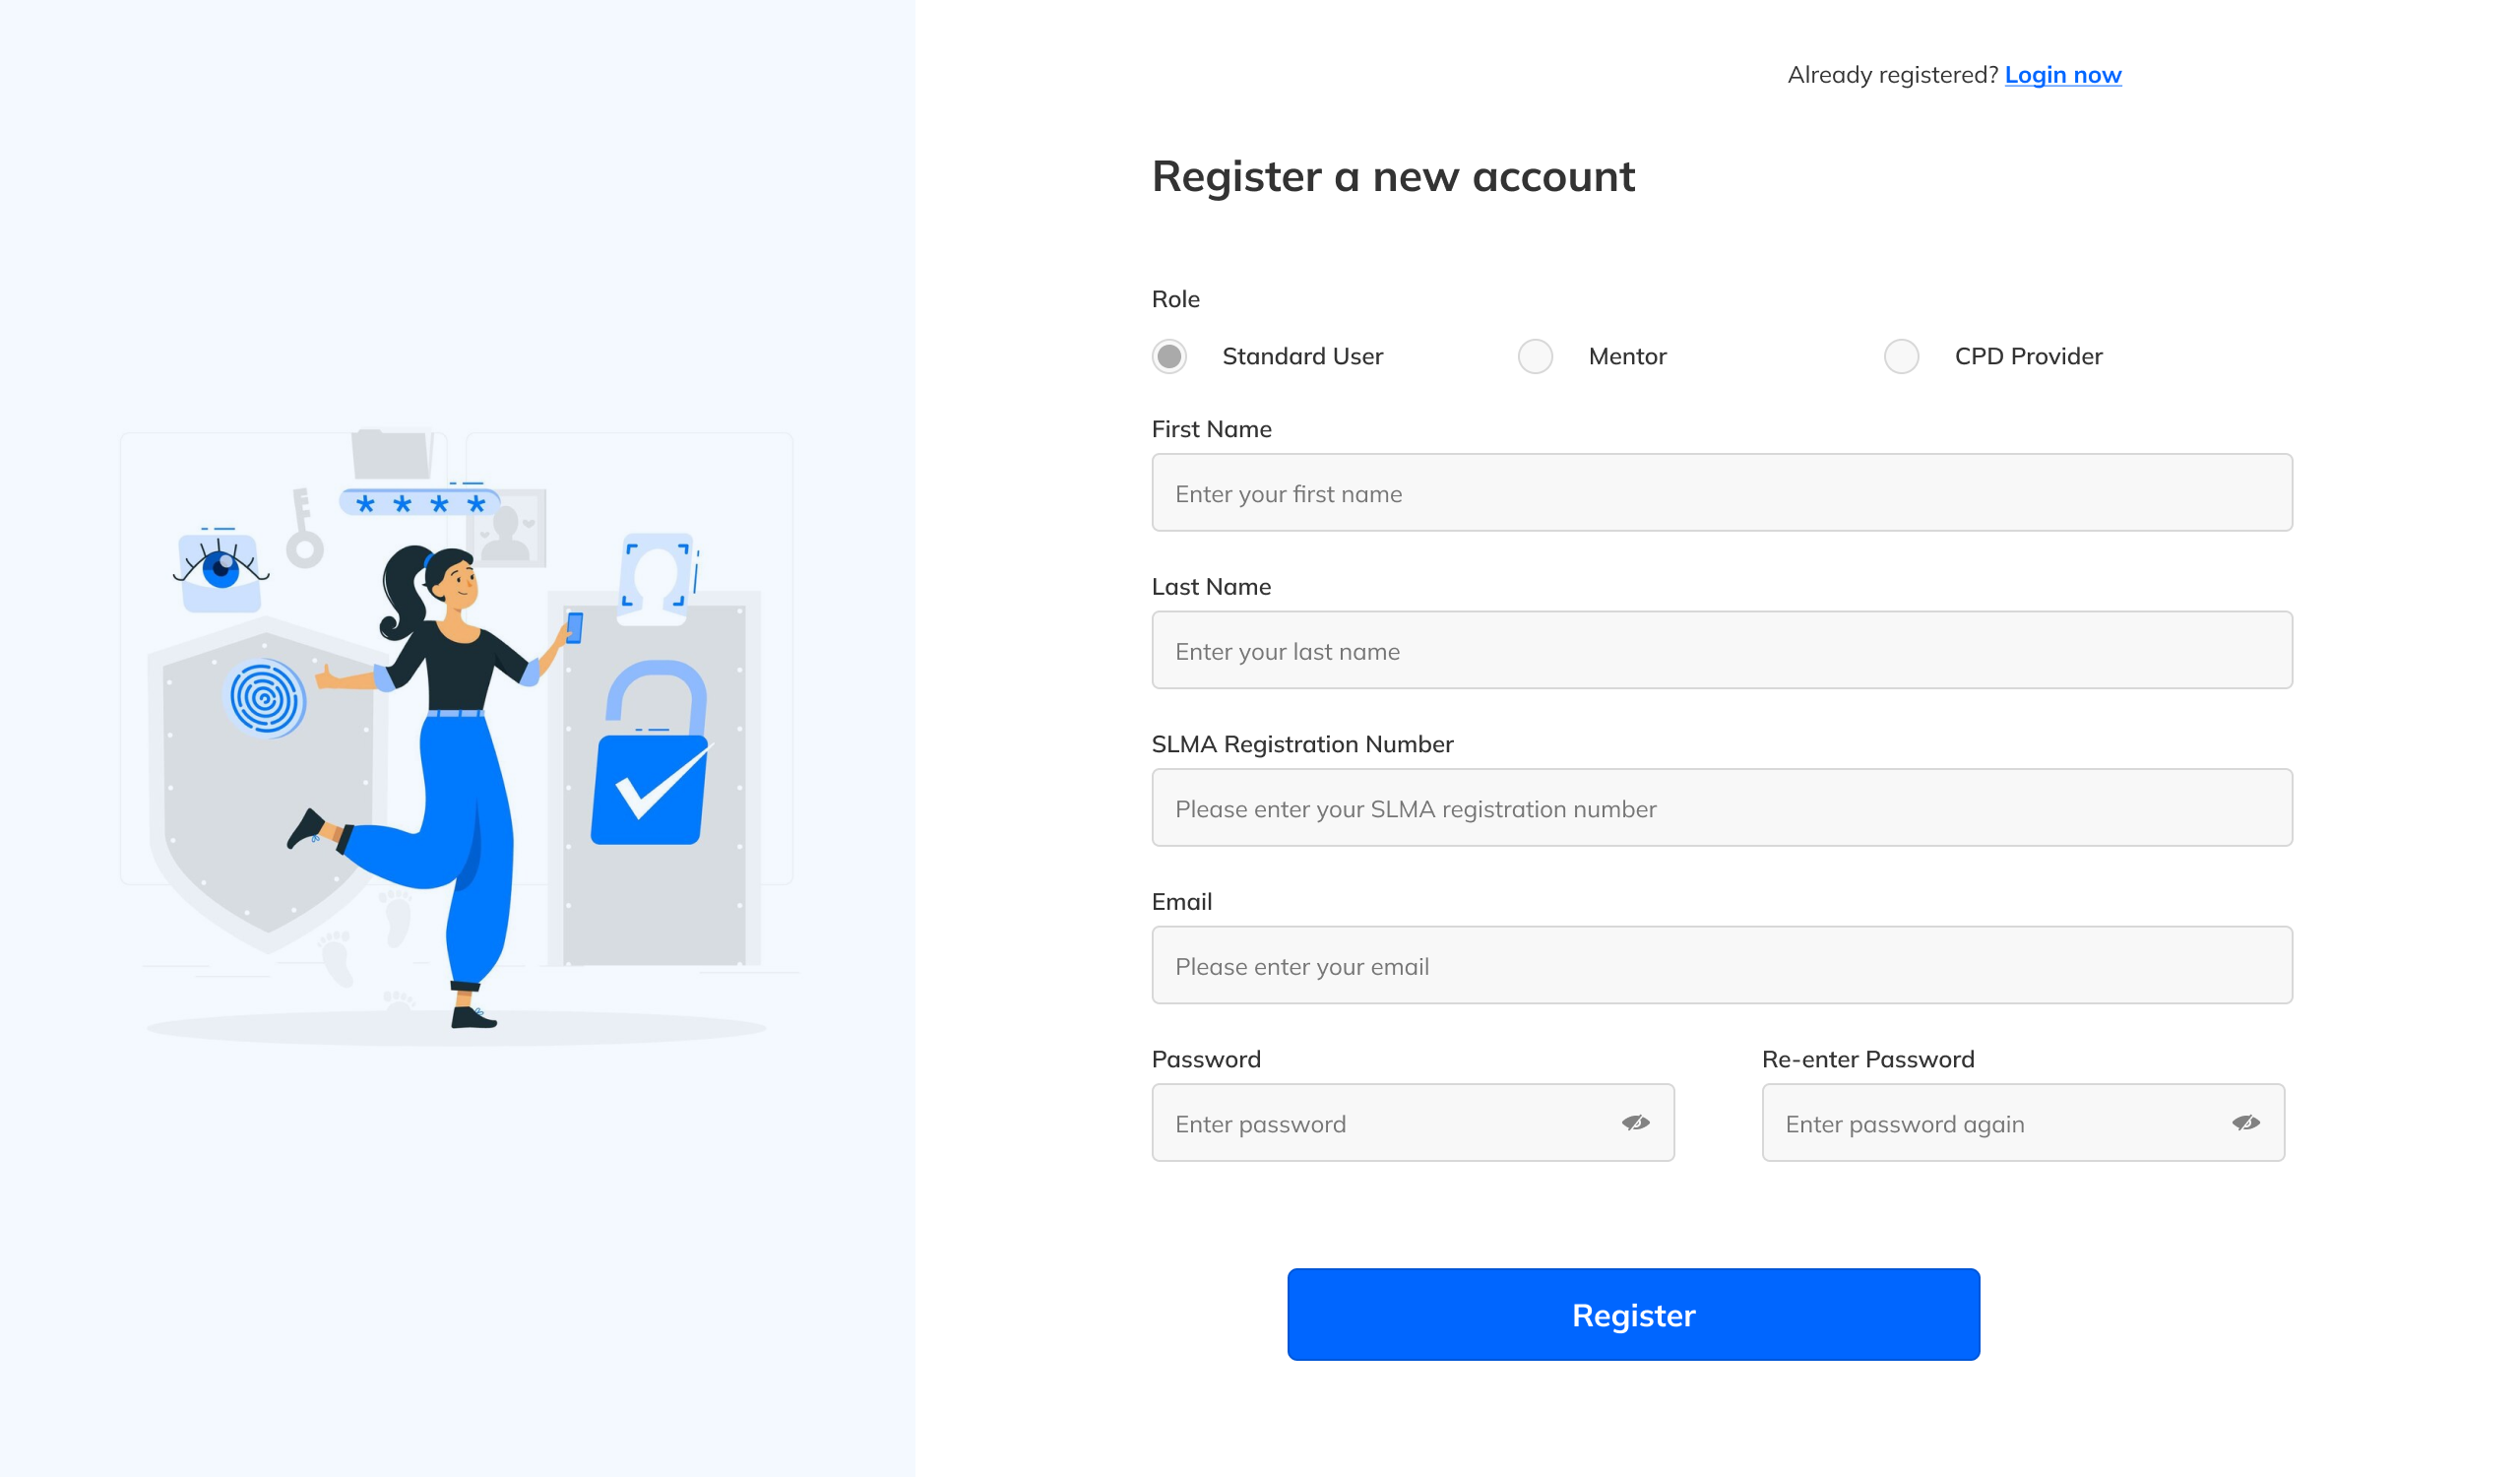 Already registered? Login now
Register a new account
Role
Standard User Mentor CPD Provider
First Name
Enter your first name
Last Name
Enter your last name
SLMA Registration Number
Please enter your SLMA registration number
Email
Please enter your email
Password Re-enter Password
Enter password Enter password again
Register
* * * *